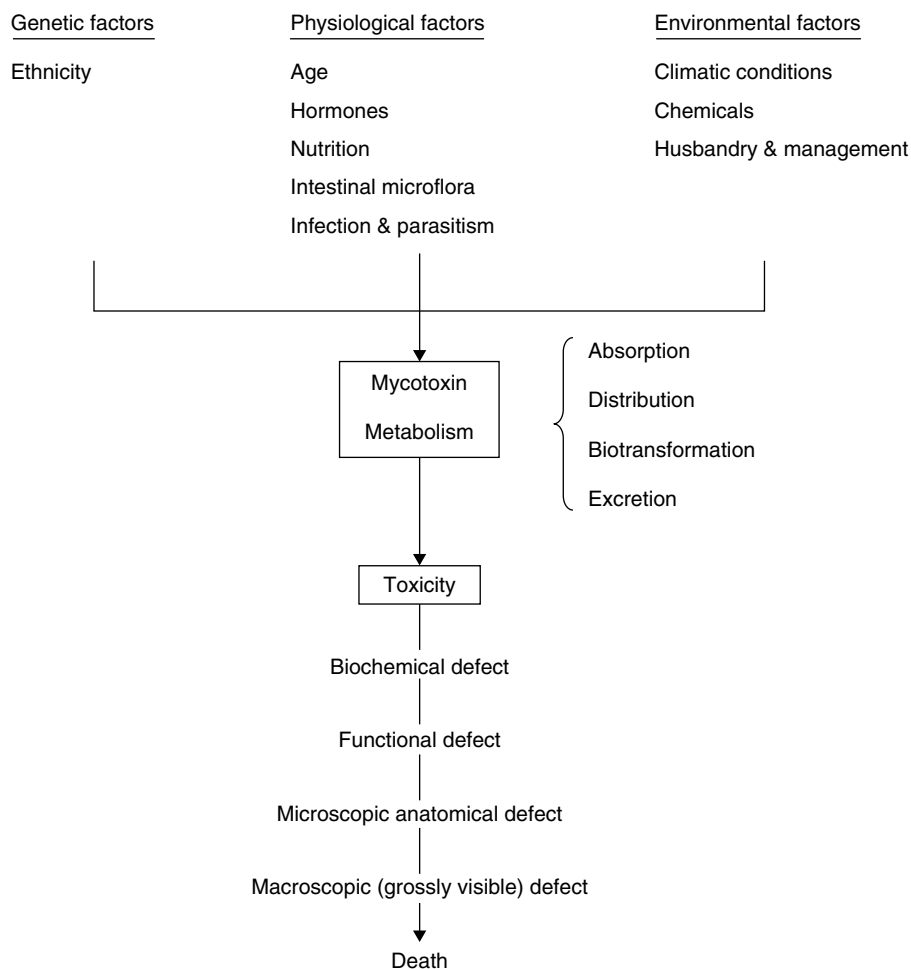 Genetic factors
Ethnicity
Physiological factors
Age
Hormones
Nutrition
Intestinal microflora
Infection & parasitism
Environmental factors
Climatic conditions
Chemicals
Husbandry & management
Mycotoxin
Metabolism
Absorption
Distribution
Biotransformation
Excretion
Toxicity
Biochemical defect
Functional defect
Microscopic anatomical defect
Macroscopic (grossly visible) defect
Death